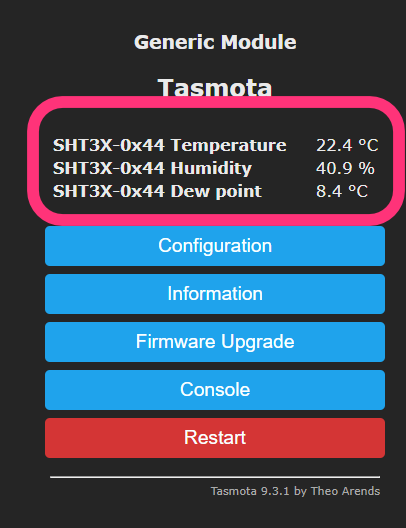 Generic Module
Tasmota
SHT3X-0x44 Temperature 22.4 °C
SHT3X-0x44 Humidity 40.9 %
SHT3X-0x44 Dew point 8.4 °C
Configuration
Information
Firmware Upgrade
Console
Restart
Tasmota 9.3.1 by Theo Arends